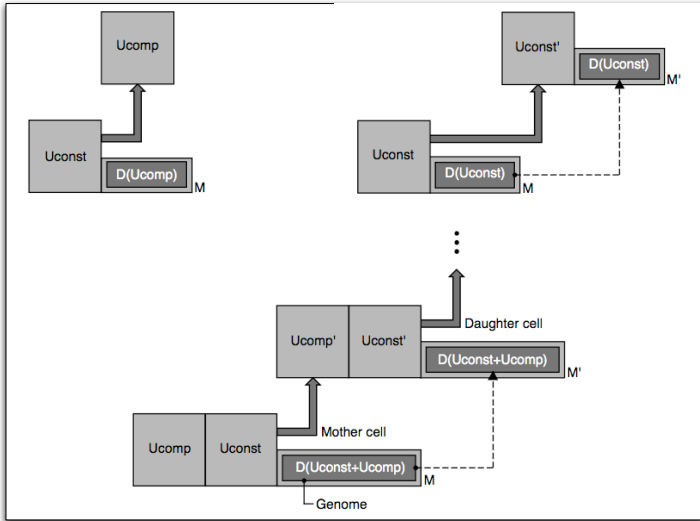 Ucomp
Uconst
D(Ucomp)
M
Uconst'
D(Uconst)
M'
Uconst
D(Uconst)
M
Daughter cell
Ucomp'
Uconst'
D(Uconst+Ucomp)
M'
Mother cell
Ucomp
Uconst
D(Uconst+Ucomp)
M
Genome